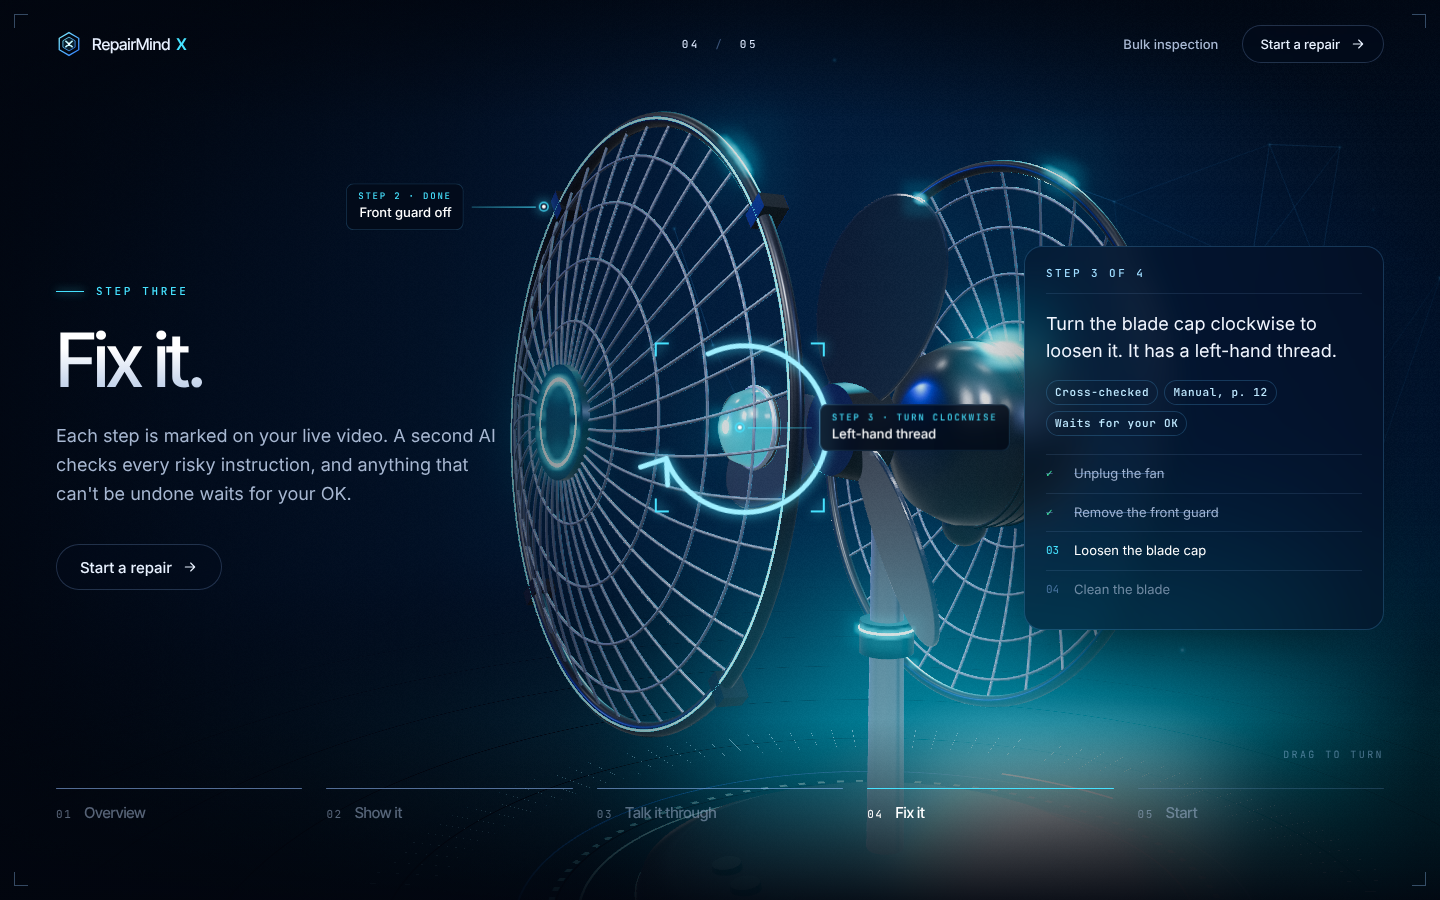 RepairMind X
04 / 05
Bulk inspection
Start a repair →
STEP 2 · DONE
Front guard off
STEP THREE
Fix it.
Each step is marked on your live video. A second AI
checks every risky instruction, and anything that
can't be undone waits for your OK.
Start a repair →
STEP 3 · TURN CLOCKWISE
Left-hand thread
STEP 3 OF 4
Turn the blade cap clockwise to
loosen it. It has a left-hand thread.
Cross-checked Manual, p. 12
Waits for your OK
✓ Unplug the fan
✓ Remove the front guard
03 Loosen the blade cap
04 Clean the blade
DRAG TO TURN
01 Overview
02 Show it
03 Talk it through
04 Fix it
05 Start